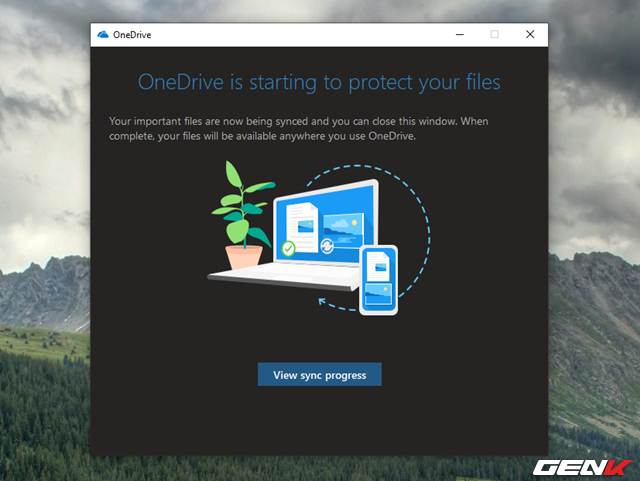 OneDrive
OneDrive is starting to protect your files
Your important files are now being synced and you can close this window. When
complete, your files will be available anywhere you use OneDrive.
View sync progress
GENK